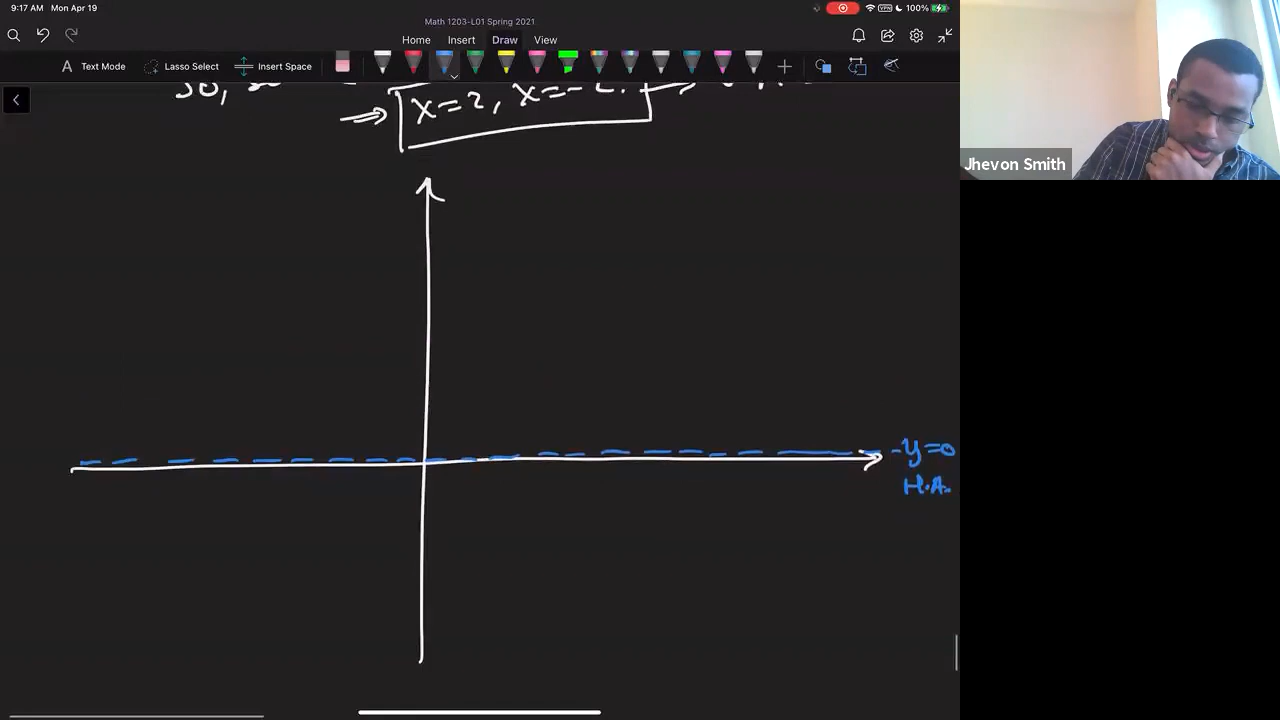 9:17 AM Mon Apr 19
100%
Math 1203-L01 Spring 2021
Home Insert Draw View
Text Mode Lasso Select Insert Space
So,
⇒ x=2, x=-2.
Jhevon Smith
y=0
H.A.